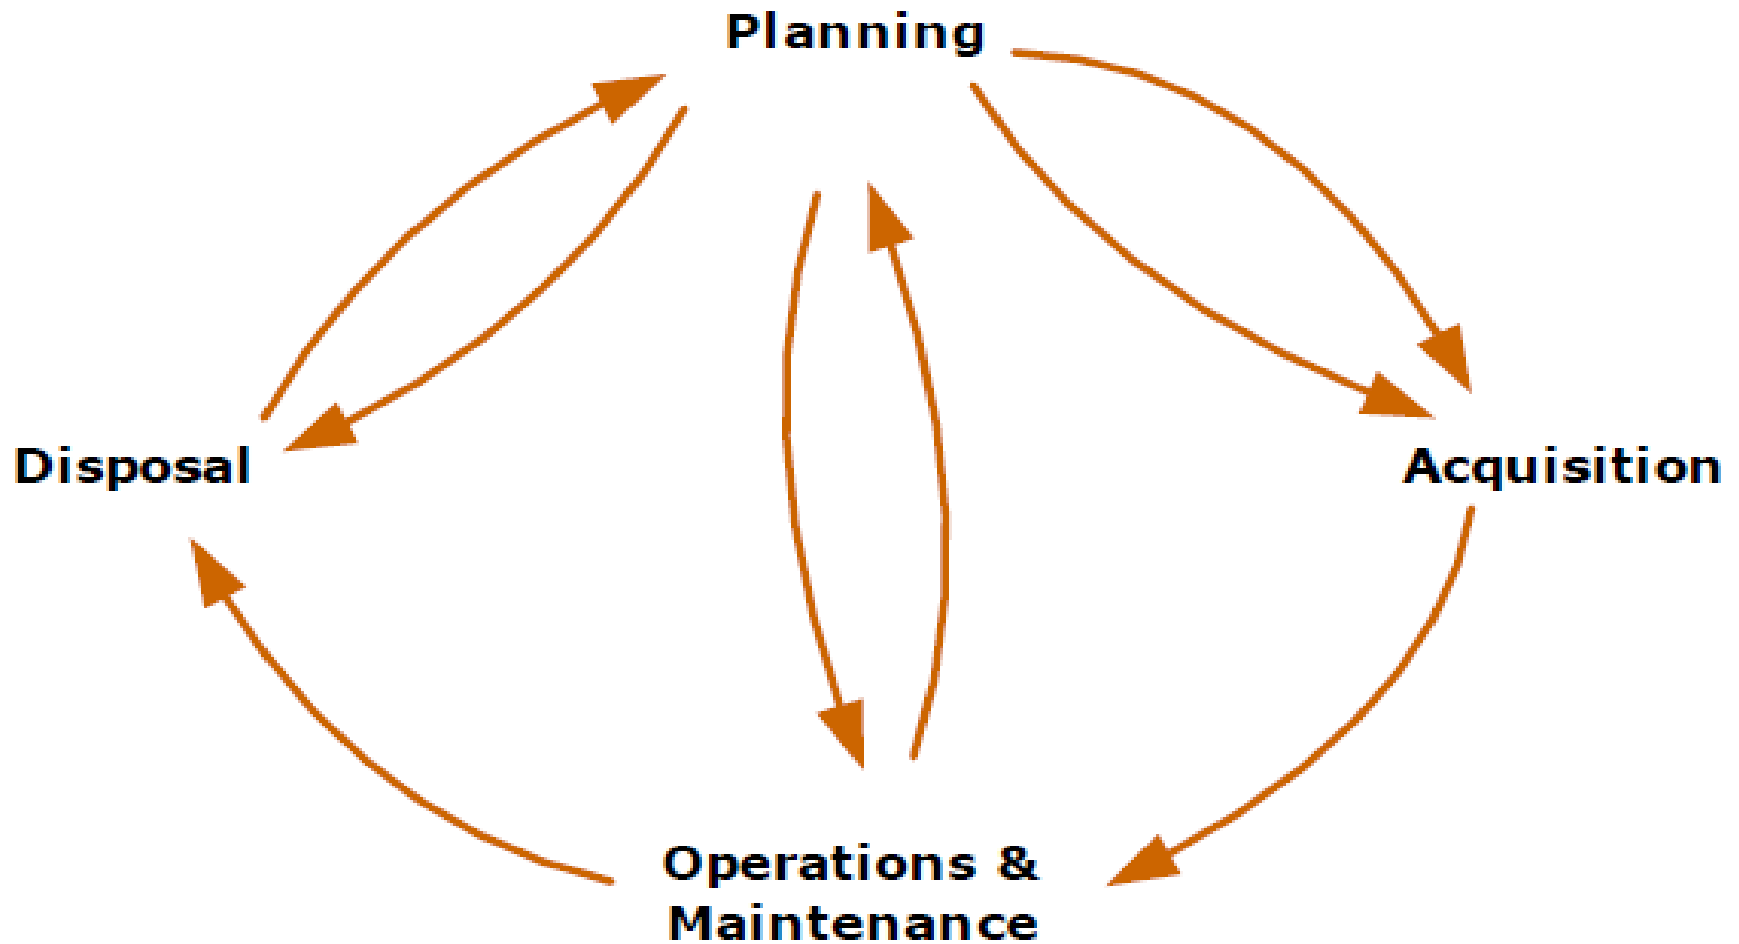 Planning
Disposal
Acquisition
Operations &
Maintenance